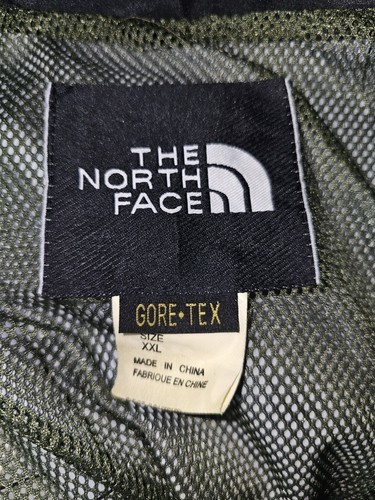 THE
NORTH
FACE
GORE-TEX
SIZE
XXL
MADE IN CHINA
FABRIQUE EN CHINE